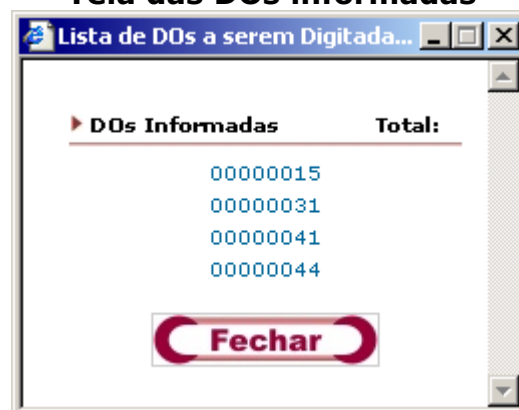 Tela das DOs informadas
Lista de DOs a serem Digitada...
DOs Informadas Total:
00000015
00000031
00000041
00000044
Fechar